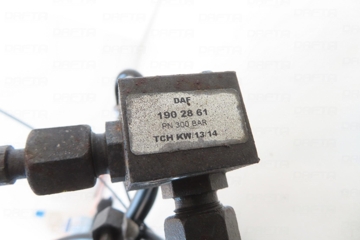 DAF
190 28 61
PN 300 BAR
TCH KW/13/14